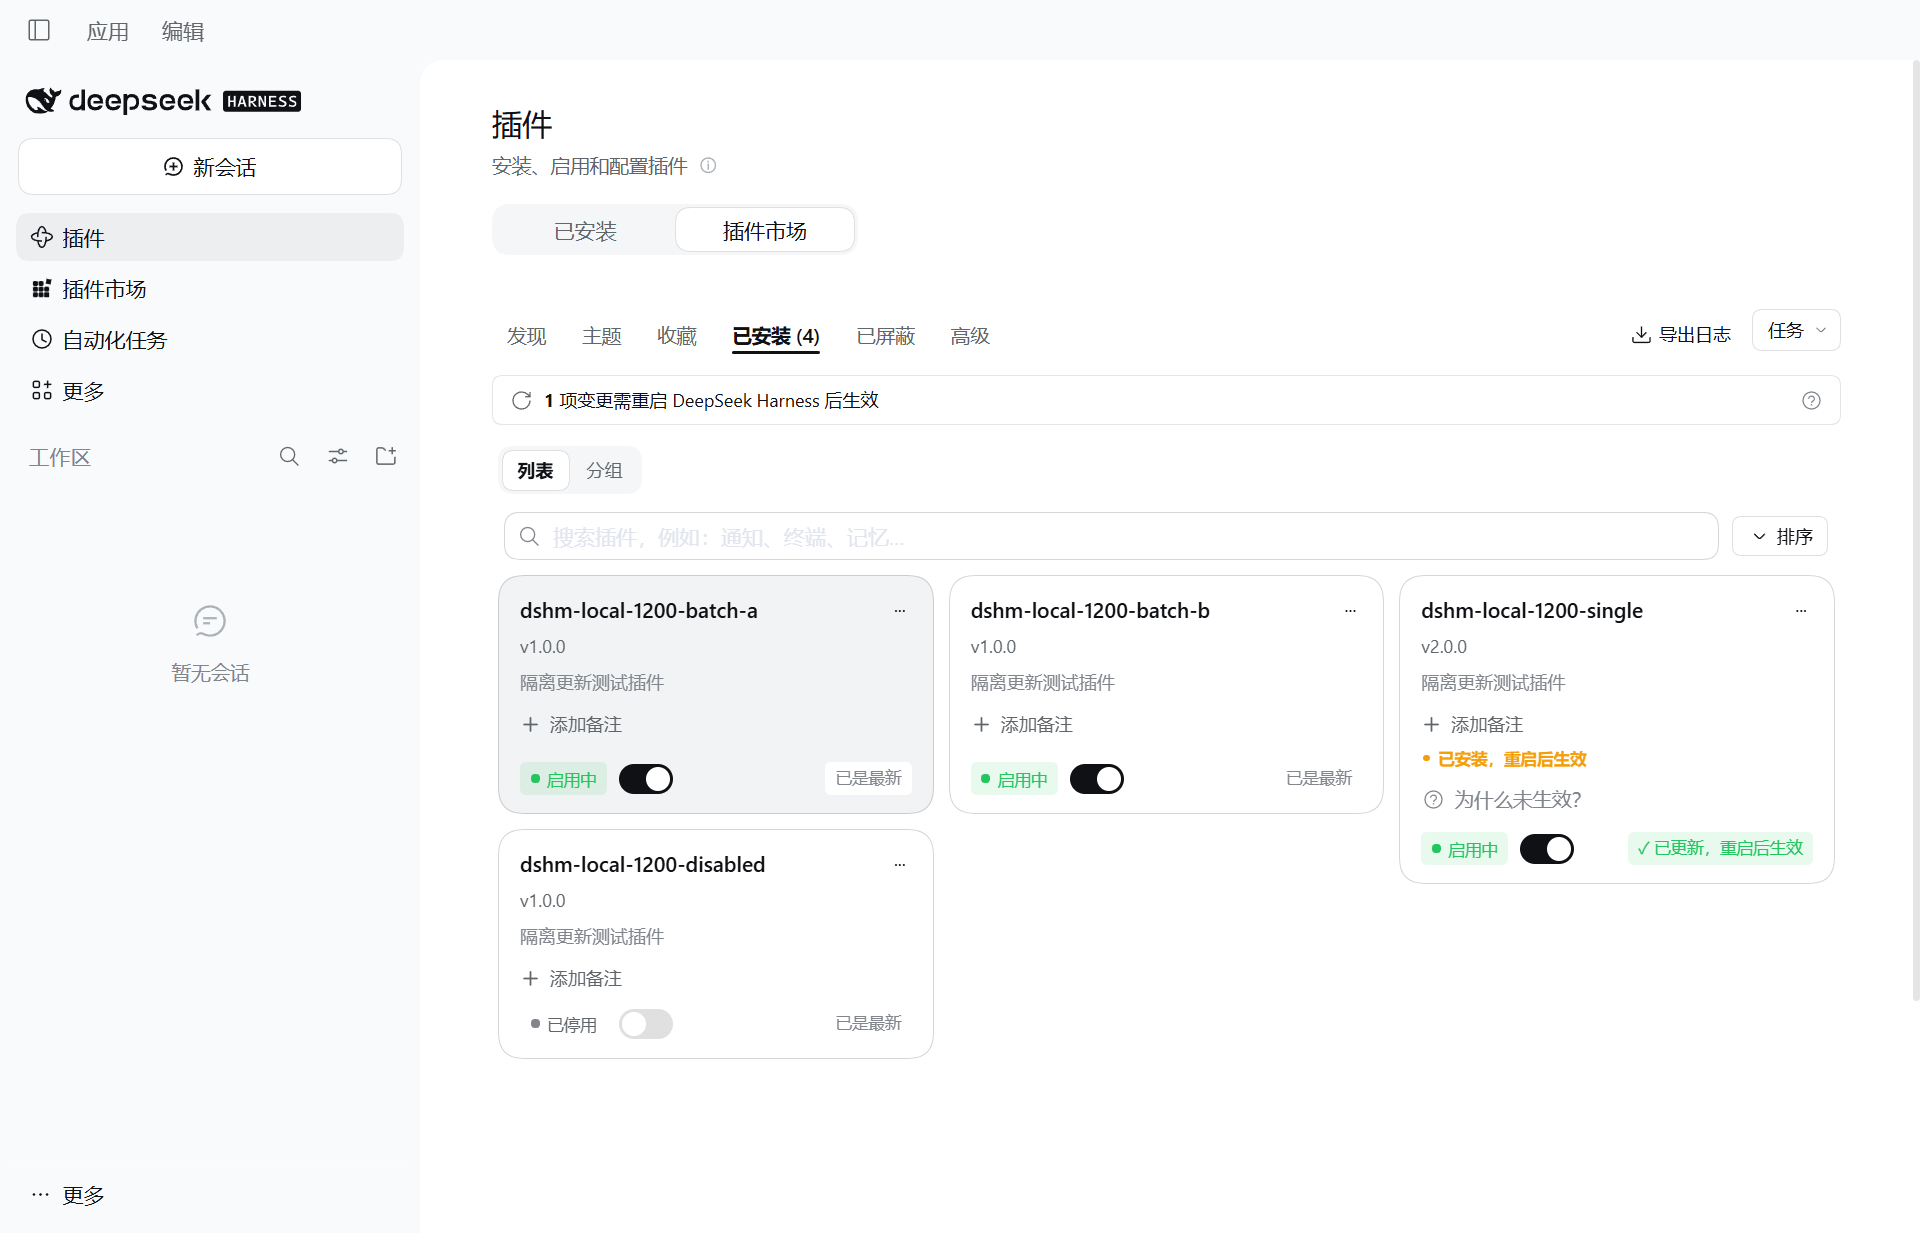 应用 编辑
deepseek HARNESS
新会话
插件
插件市场
自动化任务
更多
工作区
暂无会话
更多
插件
安装、启用和配置插件
已安装 插件市场
发现 主题 收藏 已安装 (4) 已屏蔽 高级
导出日志 任务
1 项变更需重启 DeepSeek Harness 后生效
列表 分组
搜索插件，例如：通知、终端、记忆...
排序
dshm-local-1200-batch-a
v1.0.0
隔离更新测试插件
添加备注
启用中 已是最新
dshm-local-1200-batch-b
v1.0.0
隔离更新测试插件
添加备注
启用中 已是最新
dshm-local-1200-single
v2.0.0
隔离更新测试插件
添加备注
已安装，重启后生效
为什么未生效？
启用中 ✓已更新，重启后生效
dshm-local-1200-disabled
v1.0.0
隔离更新测试插件
添加备注
已停用 已是最新